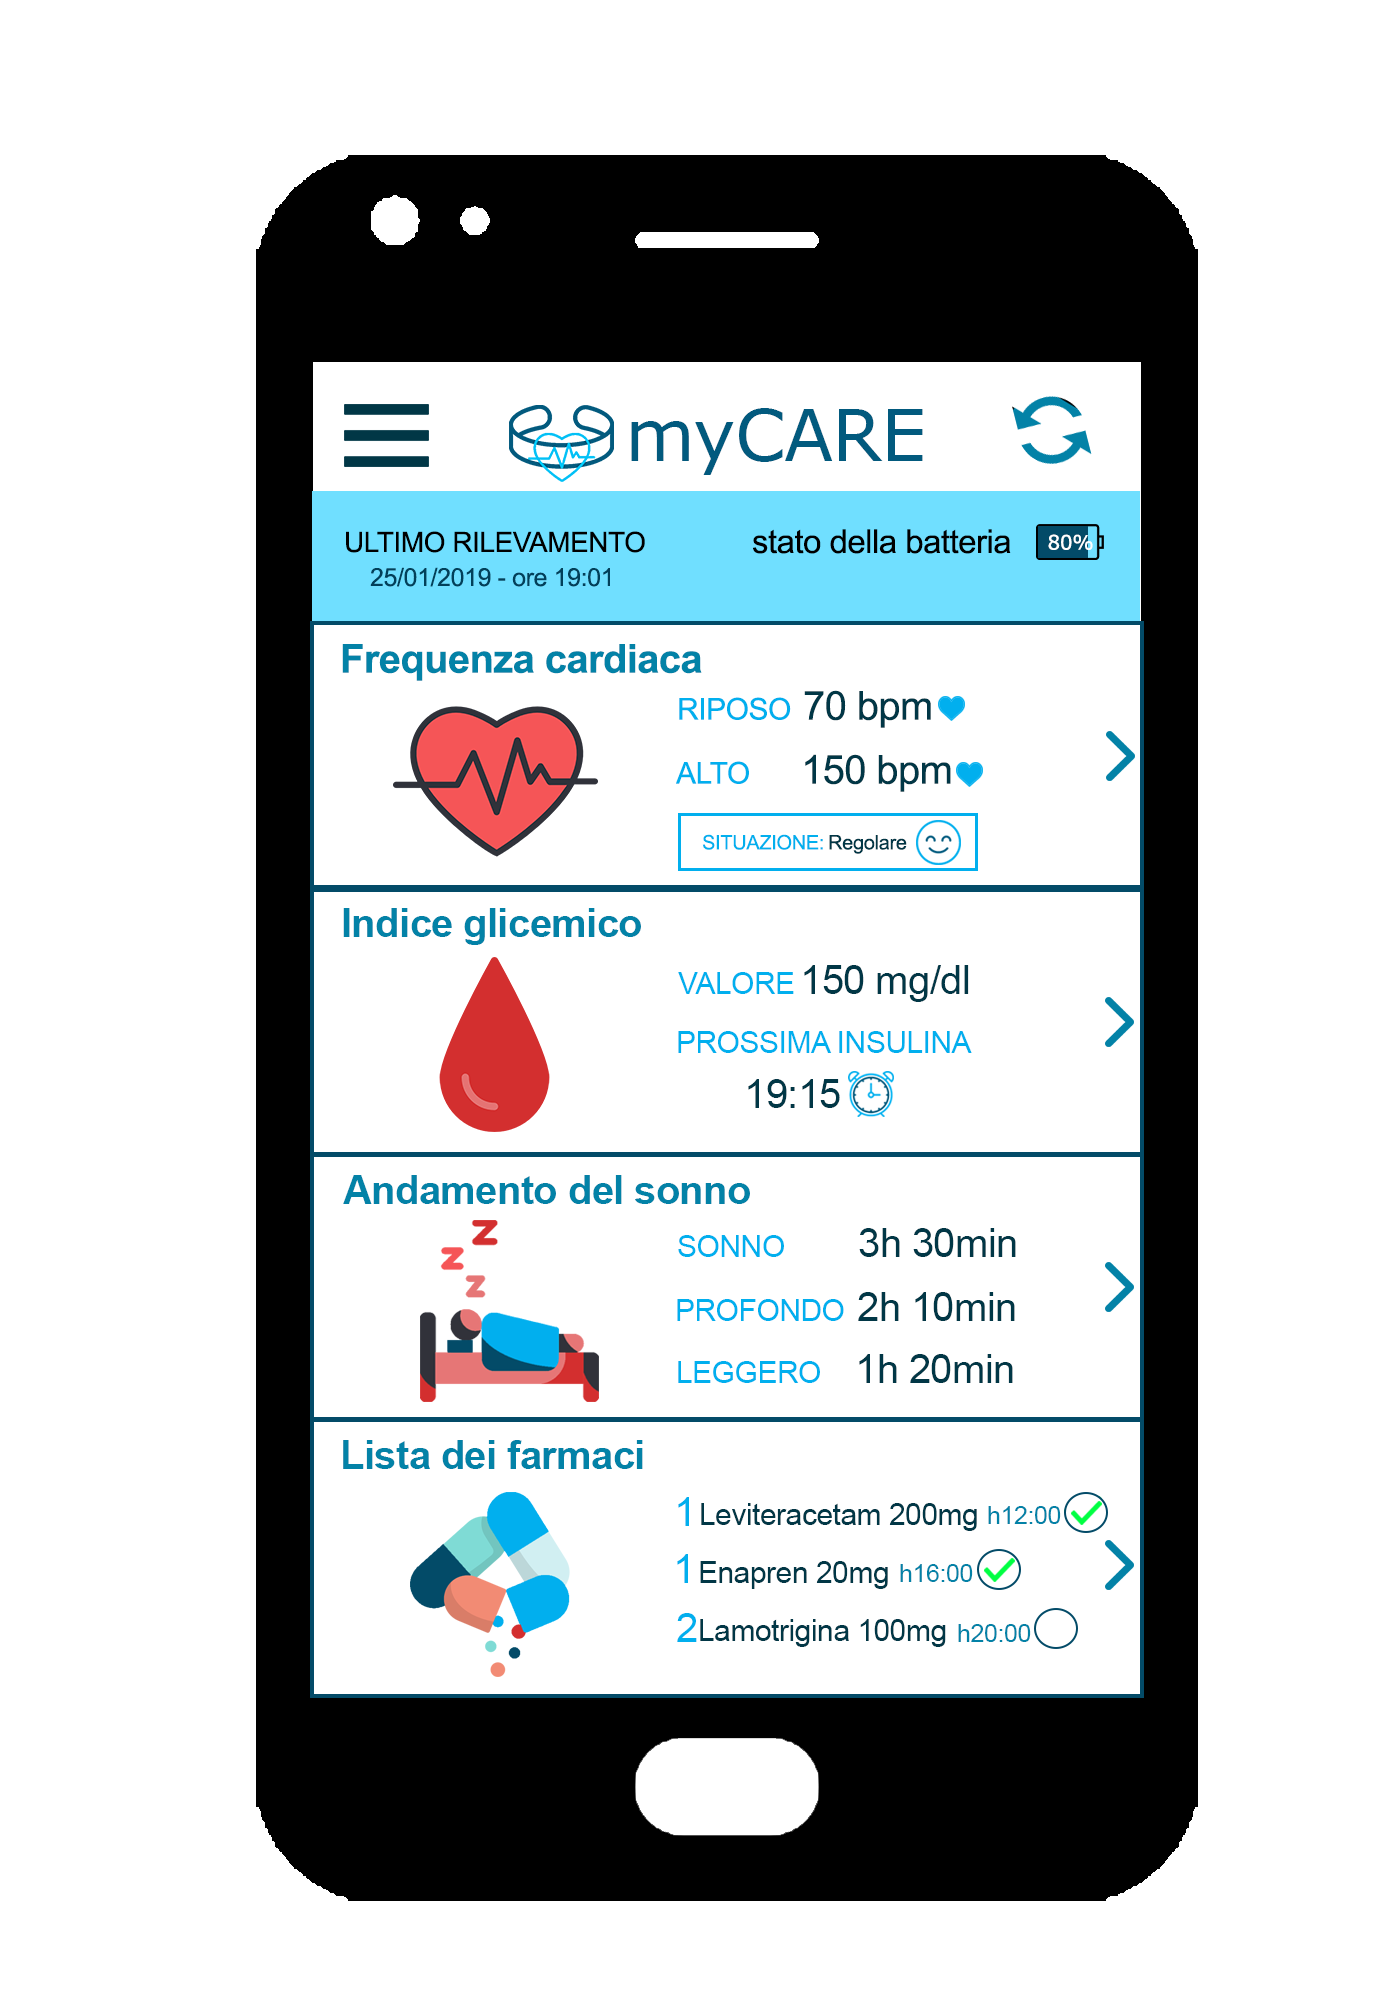 myCARE
ULTIMO RILEVAMENTO
25/01/2019 - ore 19:01
stato della batteria 80%
Frequenza cardiaca
RIPOSO 70 bpm
ALTO 150 bpm
SITUAZIONE: Regolare
Indice glicemico
VALORE 150 mg/dl
PROSSIMA INSULINA
19:15
Andamento del sonno
z
z
z
SONNO 3h 30min
PROFONDO 2h 10min
LEGGERO 1h 20min
Lista dei farmaci
1 Leviteracetam 200mg h12:00
1 Enapren 20mg h16:00
2 Lamotrigina 100mg h20:00